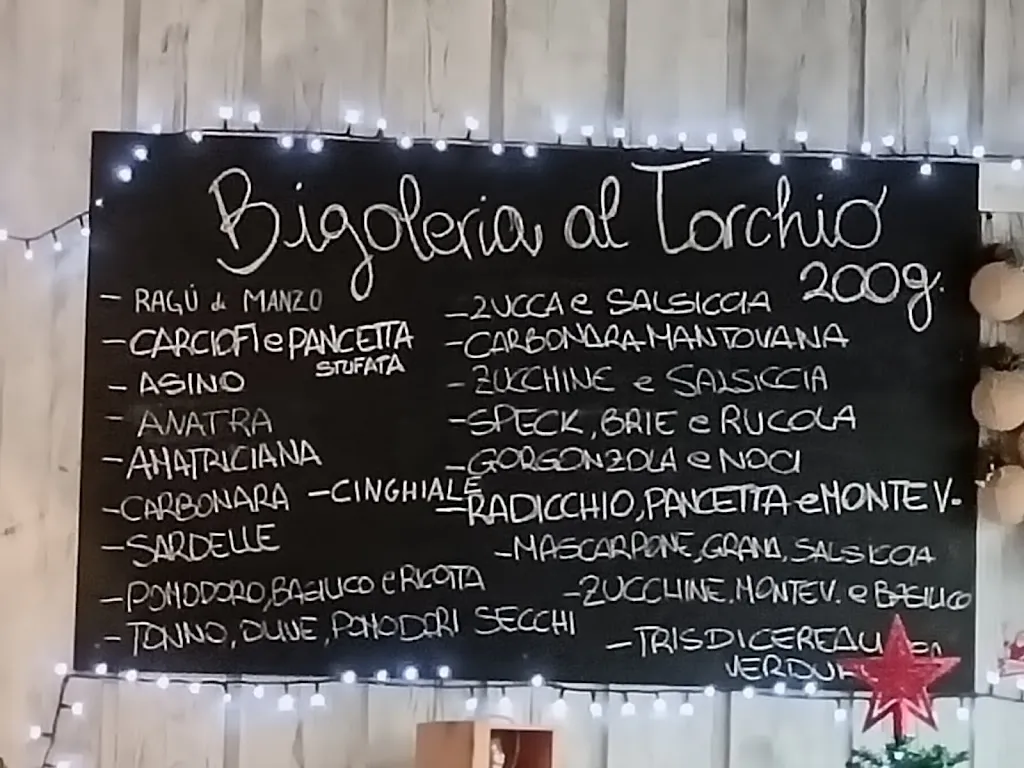 Bigoleria al Torchio
200g.
- RAGÙ di MANZO
- CARCIOFI e PANCETTA
STUFATA
- ASINO
- ANATRA
- AMATRICIANA
- CARBONARA - CINGHIALE
- SARDELLE
- POMODORO, BASILICO e RICOTTA
- TONNO, OLIVE, POMODORI SECCHI
- ZUCCA e SALSICCIA
- CARBONARA MANTOVANA
- ZUCCHINE e SALSICCIA
- SPECK, BRIE e RUCOLA
- GORGONZOLA e NOCI
- RADICCHIO, PANCETTA e MONTE V.
- MASCARPONE, GRANA, SALSICCIA
- ZUCCHINE, MONTE V. e BASILICO
- TRIS DI CEREALI